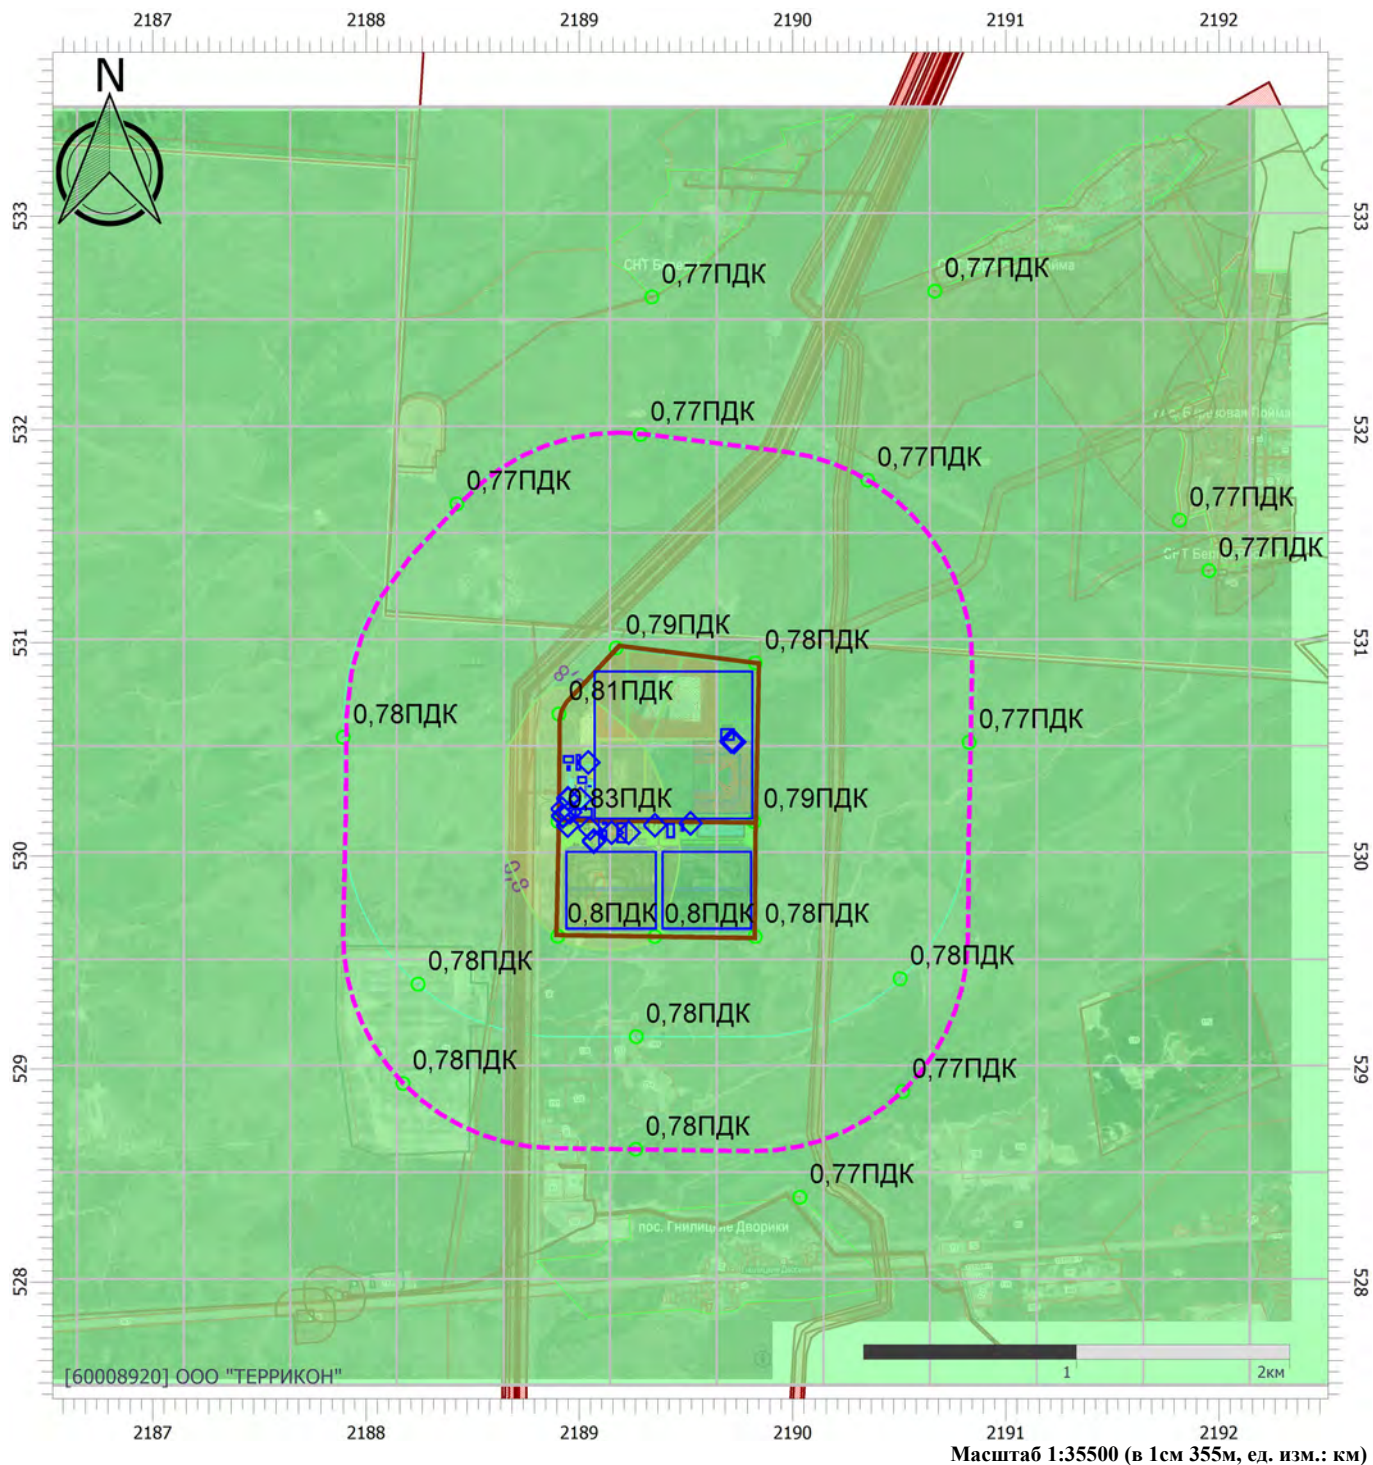 2187 2188 2189 2190 2191 2192
N
533 533
СНТ
0,77ПДК
0,77ПДК
532 532
0,77ПДК
0,77ПДК
0,77ПДК
0,77ПДК
0,77ПДК
531 531
0,79ПДК
0,78ПДК
0,81ПДК
0,78ПДК
0,77ПДК
0,83ПДК
0,79ПДК
530 530
0,8
0,8ПДК
0,8ПДК
0,78ПДК
0,78ПДК
0,78ПДК
0,78ПДК
529 529
0,78ПДК
0,77ПДК
0,78ПДК
0,77ПДК
пос. Гнилицкие Дворики
528 528
1 2км
[60008920] ООО "ТЕРРИКОН"
2187 2188 2189 2190 2191 2192
Масштаб 1:35500 (в 1см 355м, ед. изм.: км)